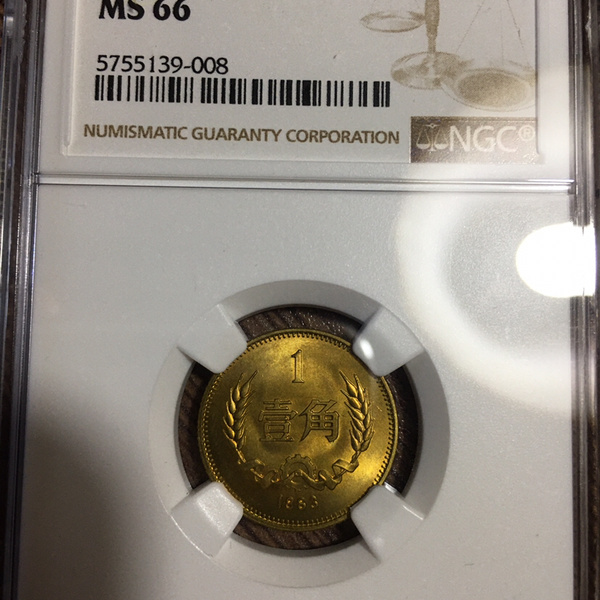 MS 66
5755139-008
NUMISMATIC GUARANTY CORPORATION
NGC®
1
壹角